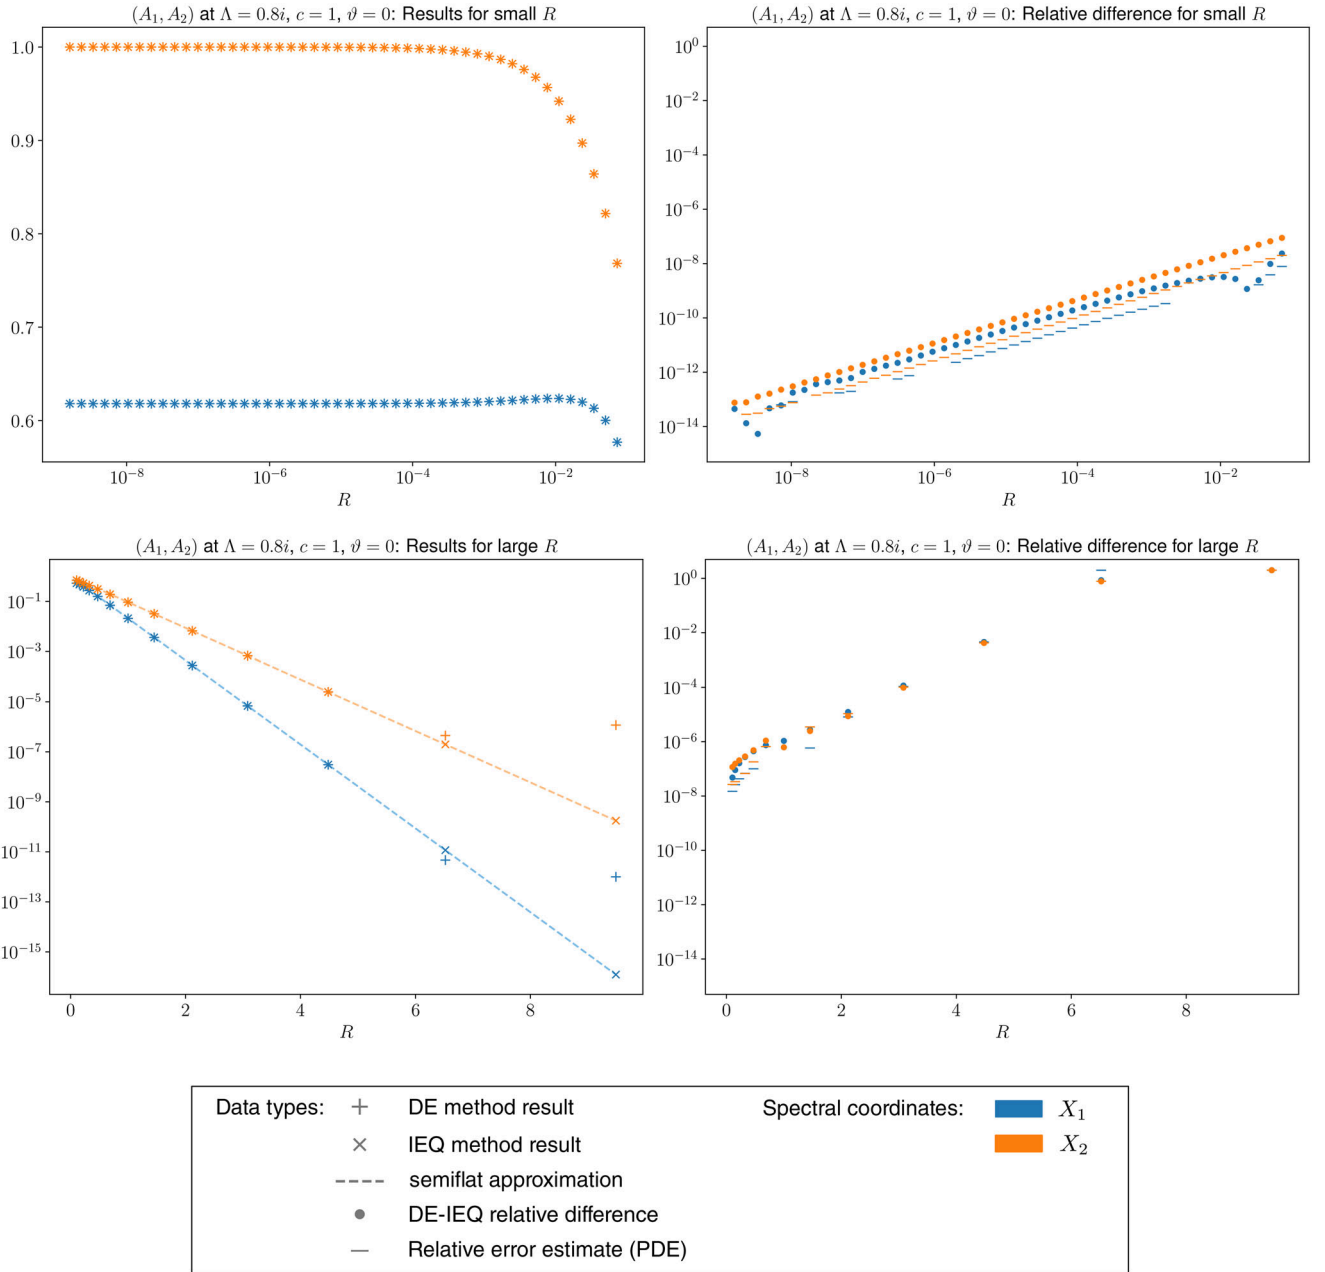 (A₁, A₂) at Λ = 0.8i, c = 1, ϑ = 0: Results for small R
1.0
0.9
0.8
0.7
0.6
10⁻⁸ 10⁻⁶ 10⁻⁴ 10⁻²
R
(A₁, A₂) at Λ = 0.8i, c = 1, ϑ = 0: Relative difference for small R
10⁰
10⁻²
10⁻⁴
10⁻⁶
10⁻⁸
10⁻¹⁰
10⁻¹²
10⁻¹⁴
10⁻⁸ 10⁻⁶ 10⁻⁴ 10⁻²
R
(A₁, A₂) at Λ = 0.8i, c = 1, ϑ = 0: Results for large R
10⁻¹
10⁻³
10⁻⁵
10⁻⁷
10⁻⁹
10⁻¹¹
10⁻¹³
10⁻¹⁵
0 2 4 6 8
R
(A₁, A₂) at Λ = 0.8i, c = 1, ϑ = 0: Relative difference for large R
10⁰
10⁻²
10⁻⁴
10⁻⁶
10⁻⁸
10⁻¹⁰
10⁻¹²
10⁻¹⁴
0 2 4 6 8
R
Data types: DE method result
IEQ method result
semiflat approximation
DE-IEQ relative difference
Relative error estimate (PDE)
Spectral coordinates: X₁
X₂